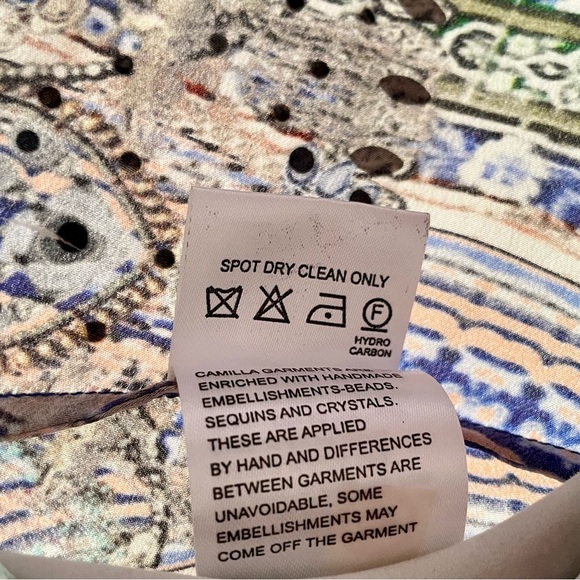 SPOT DRY CLEAN ONLY
F
HYDRO
CARBON
CAMILLA GARMENTS
ENRICHED WITH HANDMADE
EMBELLISHMENTS-BEADS.
SEQUINS AND CRYSTALS.
THESE ARE APPLIED
BY HAND AND DIFFERENCES
BETWEEN GARMENTS ARE
UNAVOIDABLE, SOME
EMBELLISHMENTS MAY
COME OFF THE GARMENT